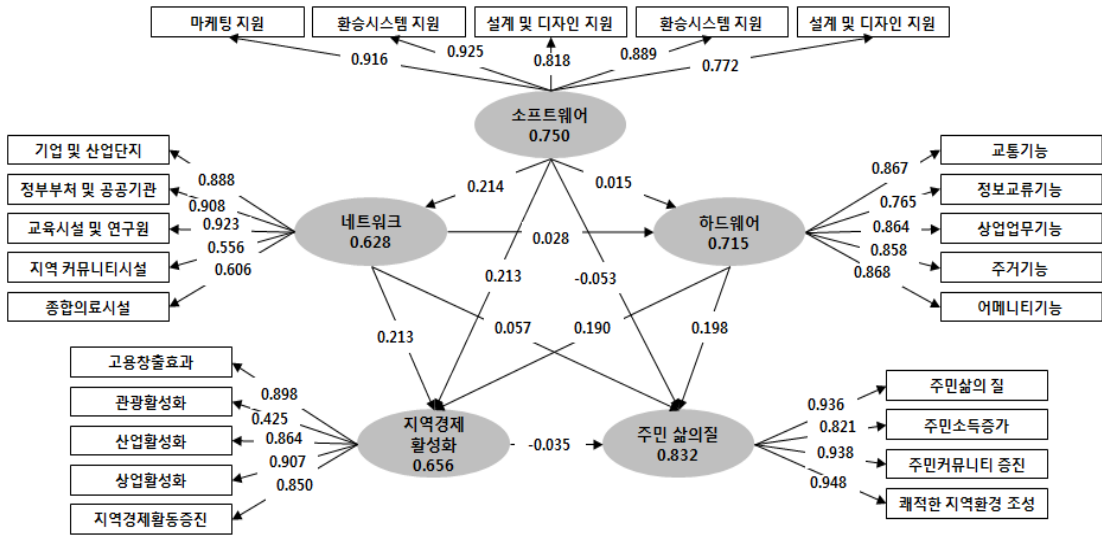 마케팅 지원
환승시스템 지원
설계 및 디자인 지원
환승시스템 지원
설계 및 디자인 지원
0.916
0.925
0.818
0.889
0.772
소프트웨어
0.750
기업 및 산업단지
정부부처 및 공공기관
교육시설 및 연구원
지역 커뮤니티시설
종합의료시설
0.888
0.908
0.923
0.556
0.606
네트워크
0.628
0.214
0.015
0.028
하드웨어
0.715
0.867
0.765
0.864
0.858
0.868
교통기능
정보교류기능
상업업무기능
주거기능
어메니티기능
0.213
-0.053
0.213
0.057
0.190
0.198
고용창출효과
관광활성화
산업활성화
상업활성화
지역경제활동증진
0.898
0.425
0.864
0.907
0.850
지역경제
활성화
0.656
-0.035
주민 삶의질
0.832
0.936
0.821
0.938
0.948
주민삶의 질
주민소득증가
주민커뮤니티 증진
쾌적한 지역환경 조성